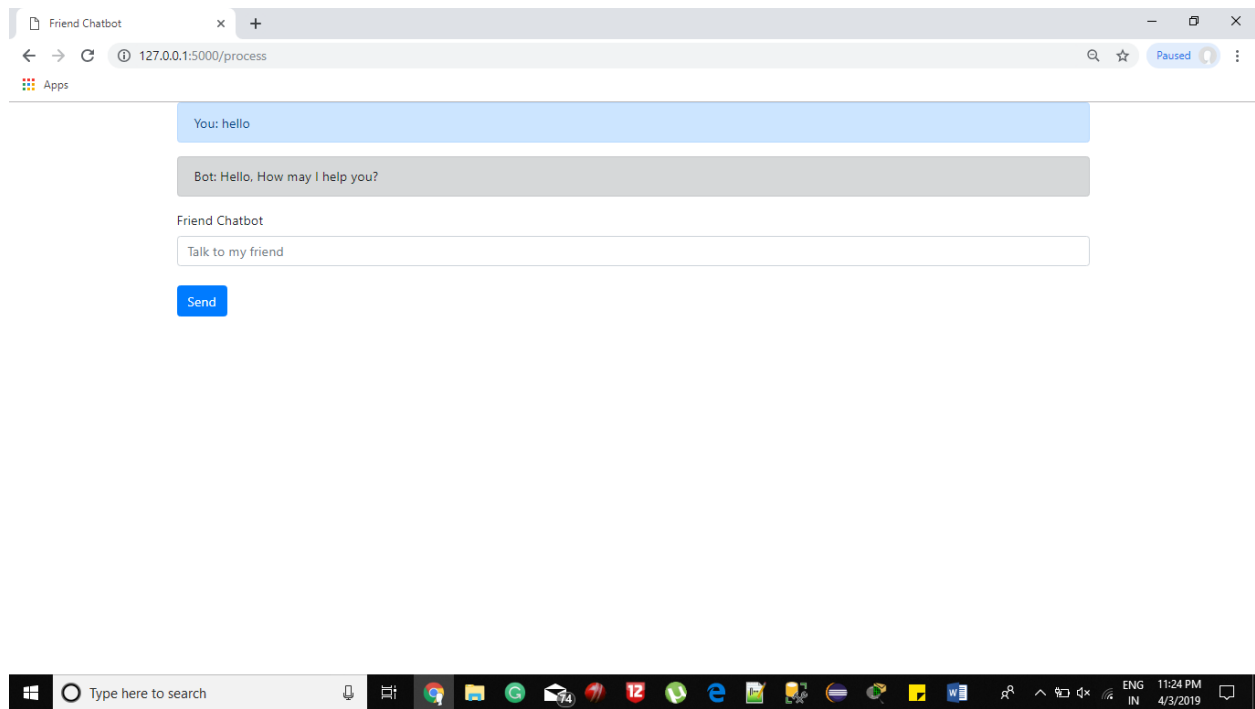 Friend Chatbot
127.0.0.1:5000/process
Paused
Apps
You: hello
Bot: Hello, How may I help you?
Friend Chatbot
Talk to my friend
Send
Type here to search
74
12
ENG 11:24 PM
IN 4/3/2019